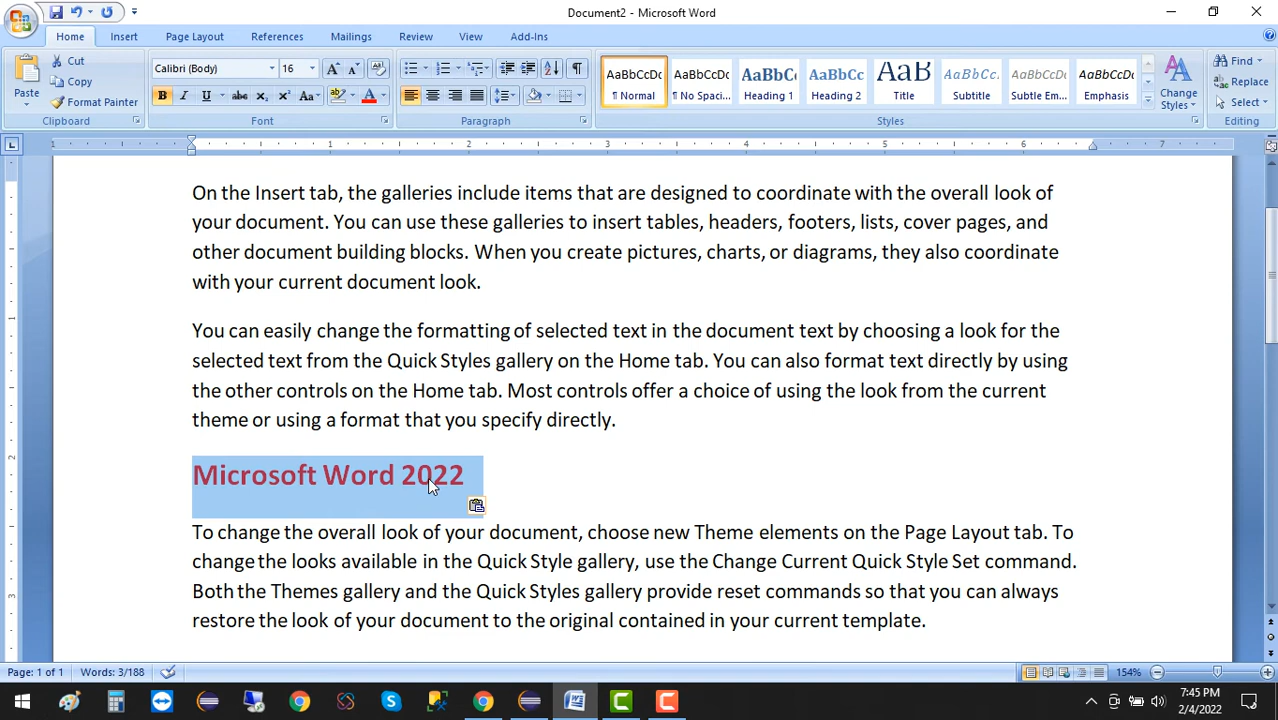 Document2 - Microsoft Word
Home Insert Page Layout References Mailings Review View Add-Ins
Paste
Cut
Copy
Format Painter
Clipboard
Calibri (Body) 16
B I U abc x₂ x² Aa
Font
Paragraph
AaBbCcDc AaBbCcDc AaBbCc AaBbCc AaB AaBbCc. AaBbCcDc AaBbCcDc
¶ Normal ¶ No Spaci... Heading 1 Heading 2 Title Subtitle Subtle Em... Emphasis
Change Styles
Styles
Find
Replace
Select
Editing
1 1 2 3 4 5 6 7
On the Insert tab, the galleries include items that are designed to coordinate with the overall look of
your document. You can use these galleries to insert tables, headers, footers, lists, cover pages, and
other document building blocks. When you create pictures, charts, or diagrams, they also coordinate
with your current document look.
You can easily change the formatting of selected text in the document text by choosing a look for the
selected text from the Quick Styles gallery on the Home tab. You can also format text directly by using
the other controls on the Home tab. Most controls offer a choice of using the look from the current
theme or using a format that you specify directly.
Microsoft Word 2022
To change the overall look of your document, choose new Theme elements on the Page Layout tab. To
change the looks available in the Quick Style gallery, use the Change Current Quick Style Set command.
Both the Themes gallery and the Quick Styles gallery provide reset commands so that you can always
restore the look of your document to the original contained in your current template.
Page: 1 of 1 Words: 3/188 154%
7:45 PM
2/4/2022